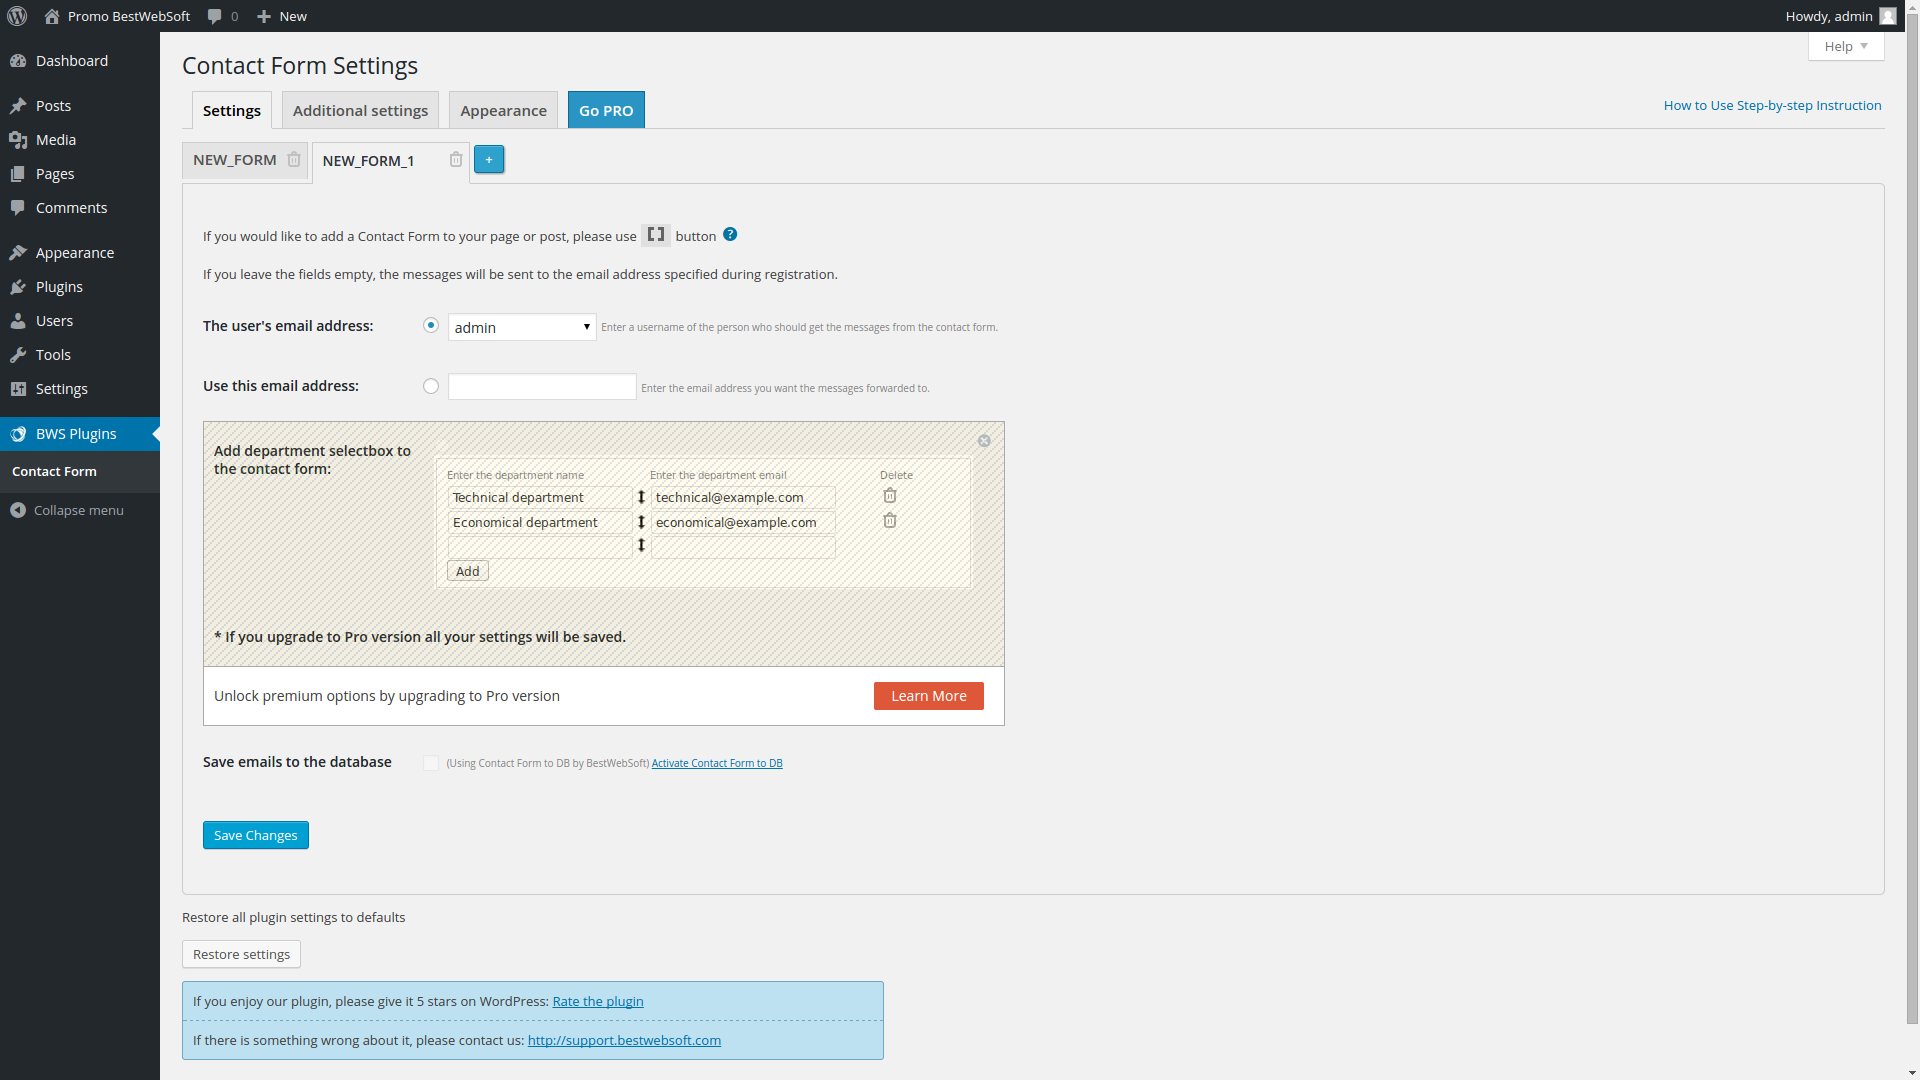 Promo BestWebSoft
0
New
Howdy, admin
Help
Dashboard
Posts
Media
Pages
Comments
Appearance
Plugins
Users
Tools
Settings
BWS Plugins
Contact Form
Collapse menu
Contact Form Settings
Settings
Additional settings
Appearance
Go PRO
How to Use Step-by-step Instruction
NEW_FORM
NEW_FORM_1
+
If you would like to add a Contact Form to your page or post, please use button ?
If you leave the fields empty, the messages will be sent to the email address specified during registration.
The user's email address:
admin
Enter a username of the person who should get the messages from the contact form.
Use this email address:
Enter the email address you want the messages forwarded to.
Add department selectbox to
the contact form:
Enter the department name
Enter the department email
Delete
Technical department
technical@example.com
Economical department
economical@example.com
Add
* If you upgrade to Pro version all your settings will be saved.
Unlock premium options by upgrading to Pro version
Learn More
Save emails to the database
(Using Contact Form to DB by BestWebSoft) Activate Contact Form to DB
Save Changes
Restore all plugin settings to defaults
Restore settings
If you enjoy our plugin, please give it 5 stars on WordPress: Rate the plugin
If there is something wrong about it, please contact us: http://support.bestwebsoft.com